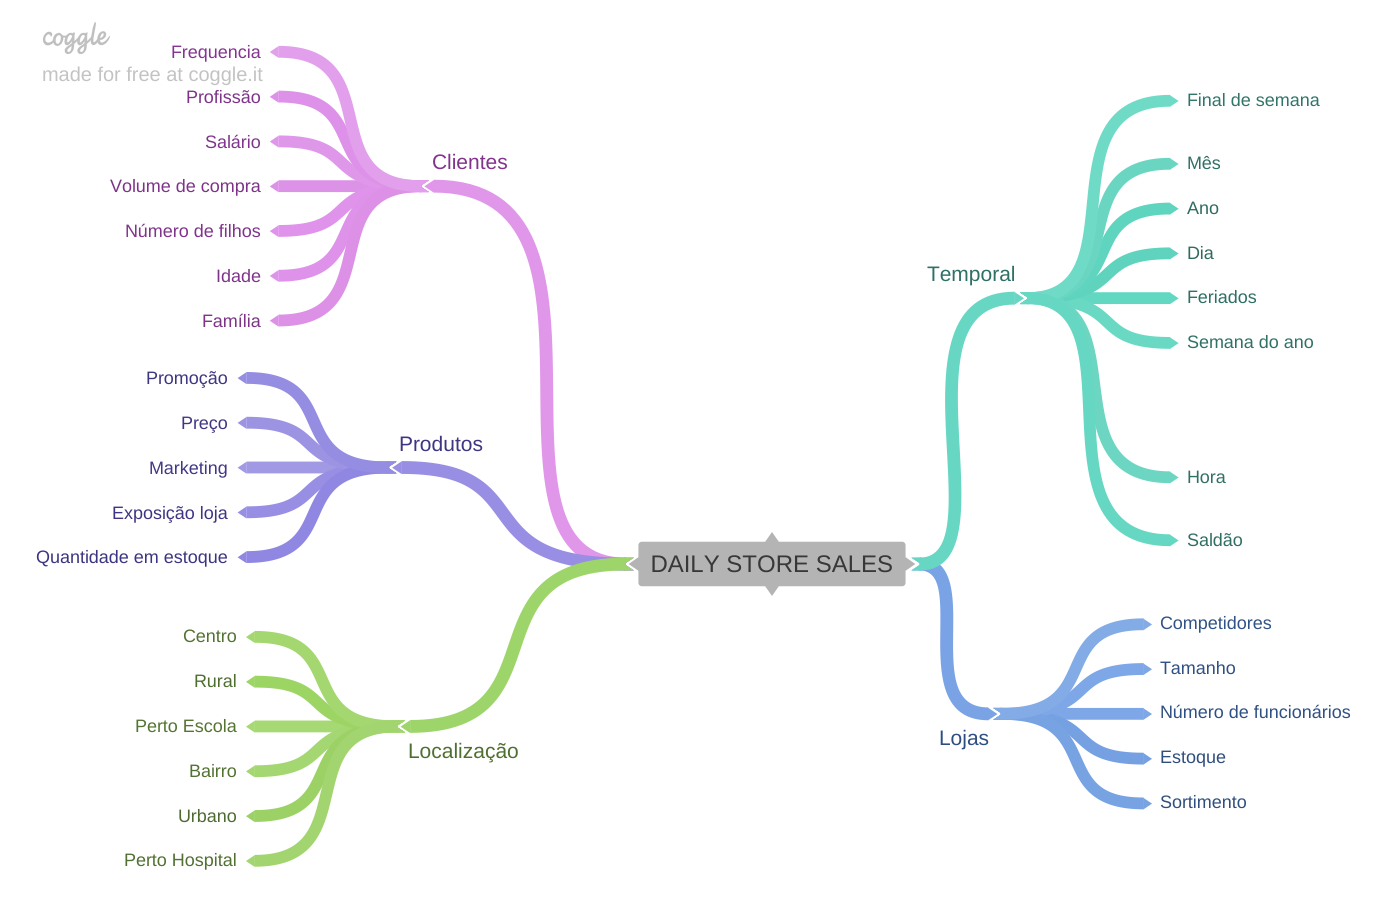 coggle
made for free at coggle.it
Frequencia
Profissão
Salário
Volume de compra
Número de filhos
Idade
Família
Clientes
Promoção
Preço
Marketing
Exposição loja
Quantidade em estoque
Produtos
Centro
Rural
Perto Escola
Bairro
Urbano
Perto Hospital
Localização
DAILY STORE SALES
Temporal
Final de semana
Mês
Ano
Dia
Feriados
Semana do ano
Hora
Saldão
Lojas
Competidores
Tamanho
Número de funcionários
Estoque
Sortimento